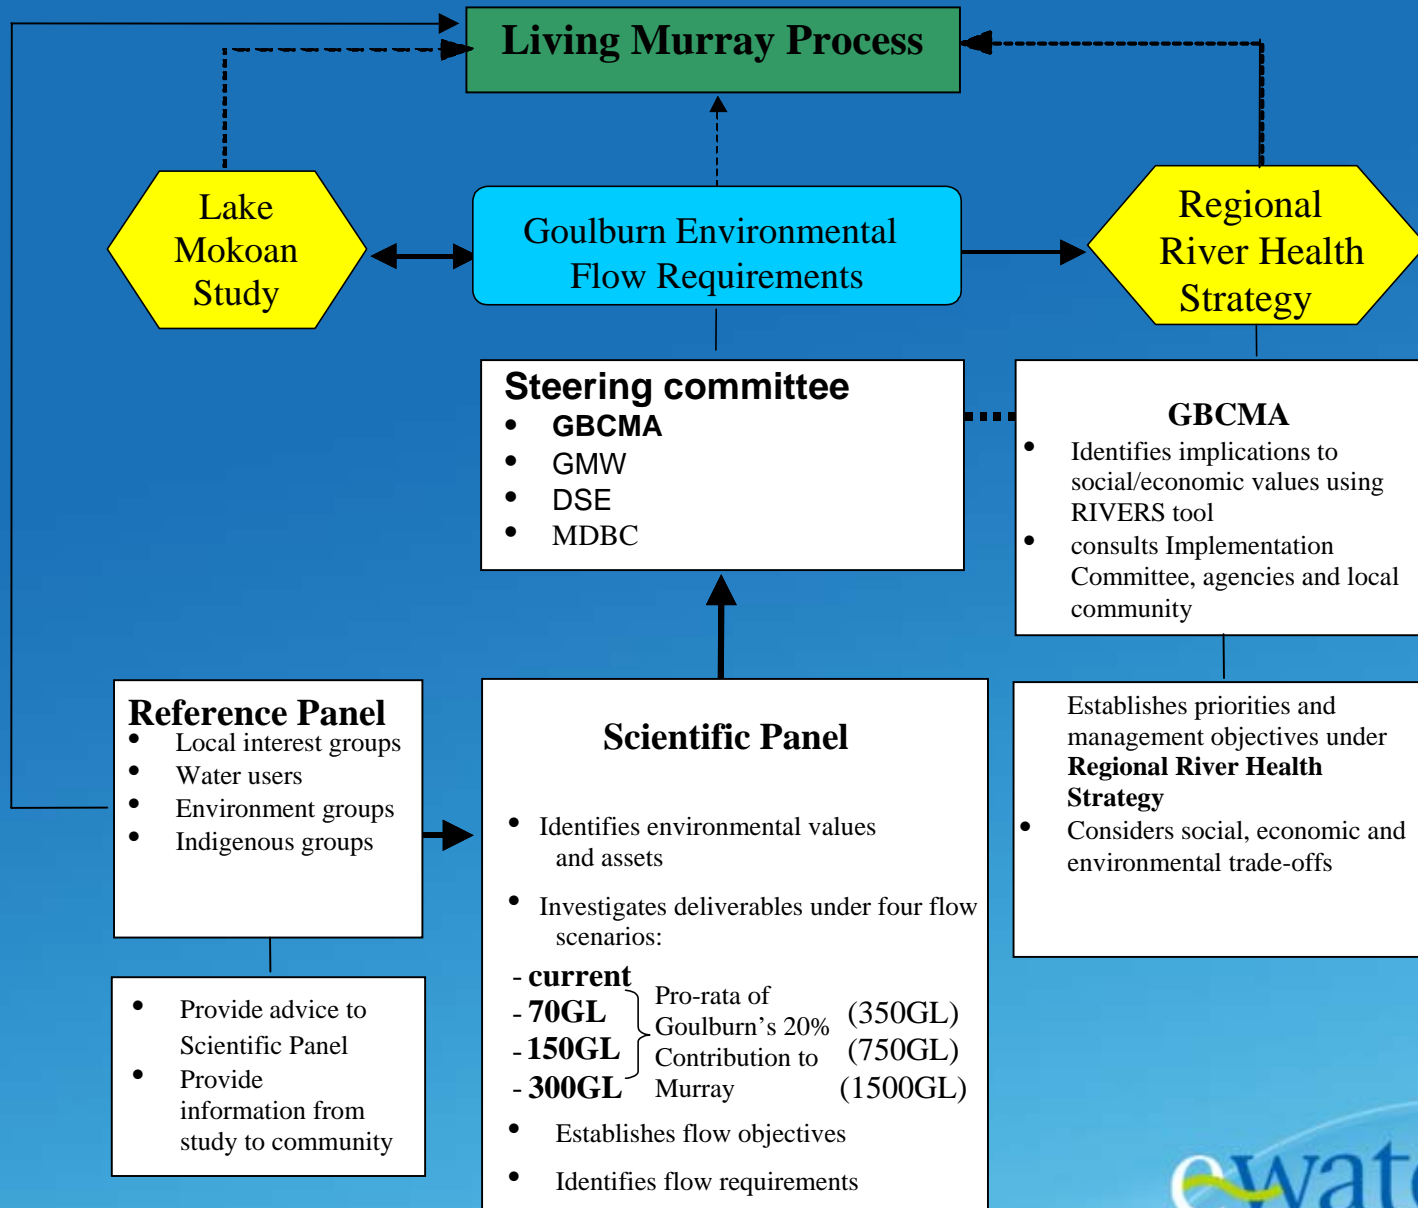 Living Murray Process
Lake
Mokoan
Study
Goulburn Environmental
Flow Requirements
Regional
River Health
Strategy
Steering committee
• GBCMA
• GMW
• DSE
• MDBC
GBCMA
• Identifies implications to
social/economic values using
RIVERS tool
• consults Implementation
Committee, agencies and local
community
Reference Panel
• Local interest groups
• Water users
• Environment groups
• Indigenous groups
Scientific Panel
• Identifies environmental values
and assets
• Investigates deliverables under four flow
scenarios:
- current
- 70GL
- 150GL
- 300GL
Pro-rata of
Goulburn’s 20%
Contribution to
Murray
(350GL)
(750GL)
(1500GL)
• Establishes flow objectives
• Identifies flow requirements
Establishes priorities and
management objectives under
Regional River Health
Strategy
• Considers social, economic and
environmental trade-offs
• Provide advice to
Scientific Panel
• Provide
information from
study to community